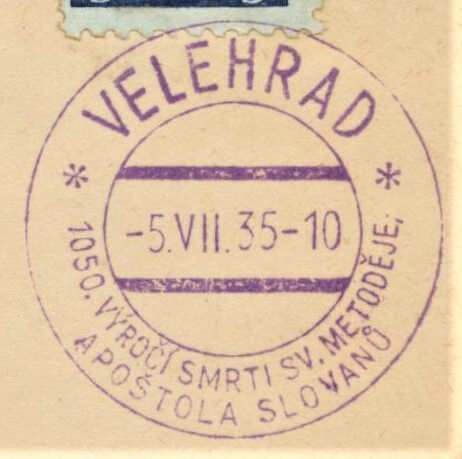 VELEHRAD
* *
-5.VII.35-10
1050. VÝROČÍ SMRTI SV. METODĚJE,
APOŠTOLA SLOVANŮ